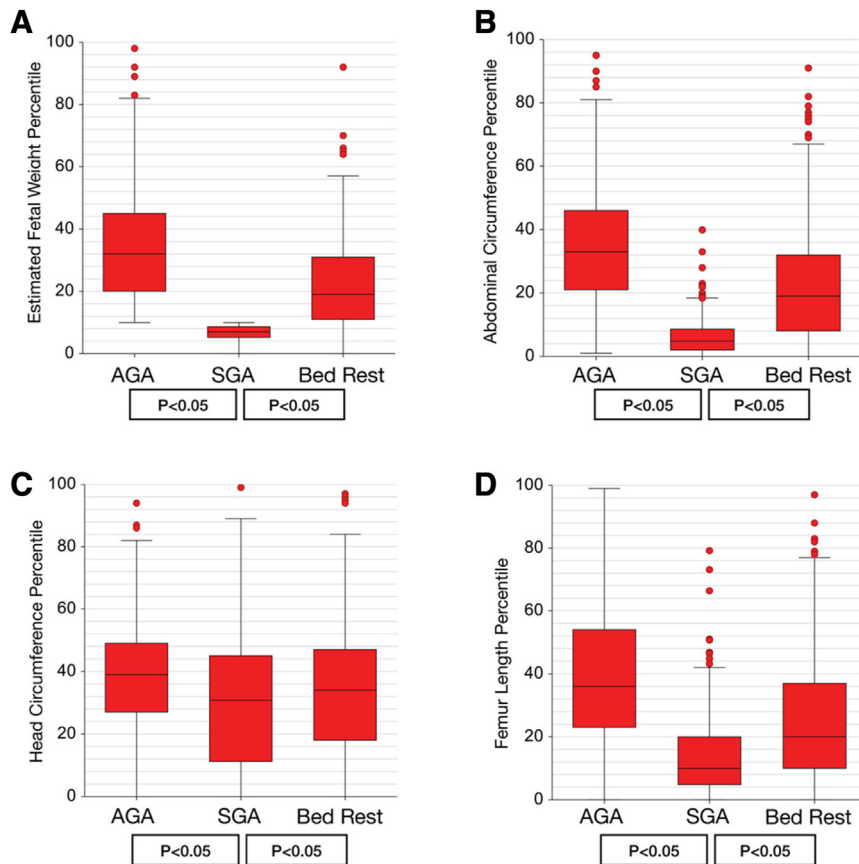 A
Estimated Fetal Weight Percentile
100
80
60
40
20
0
AGA SGA Bed Rest
P<0.05 P<0.05
B
Abdominal Circumference Percentile
100
80
60
40
20
0
AGA SGA Bed Rest
P<0.05 P<0.05
C
Head Circumference Percentile
100
80
60
40
20
0
AGA SGA Bed Rest
P<0.05 P<0.05
D
Femur Length Percentile
100
80
60
40
20
0
AGA SGA Bed Rest
P<0.05 P<0.05